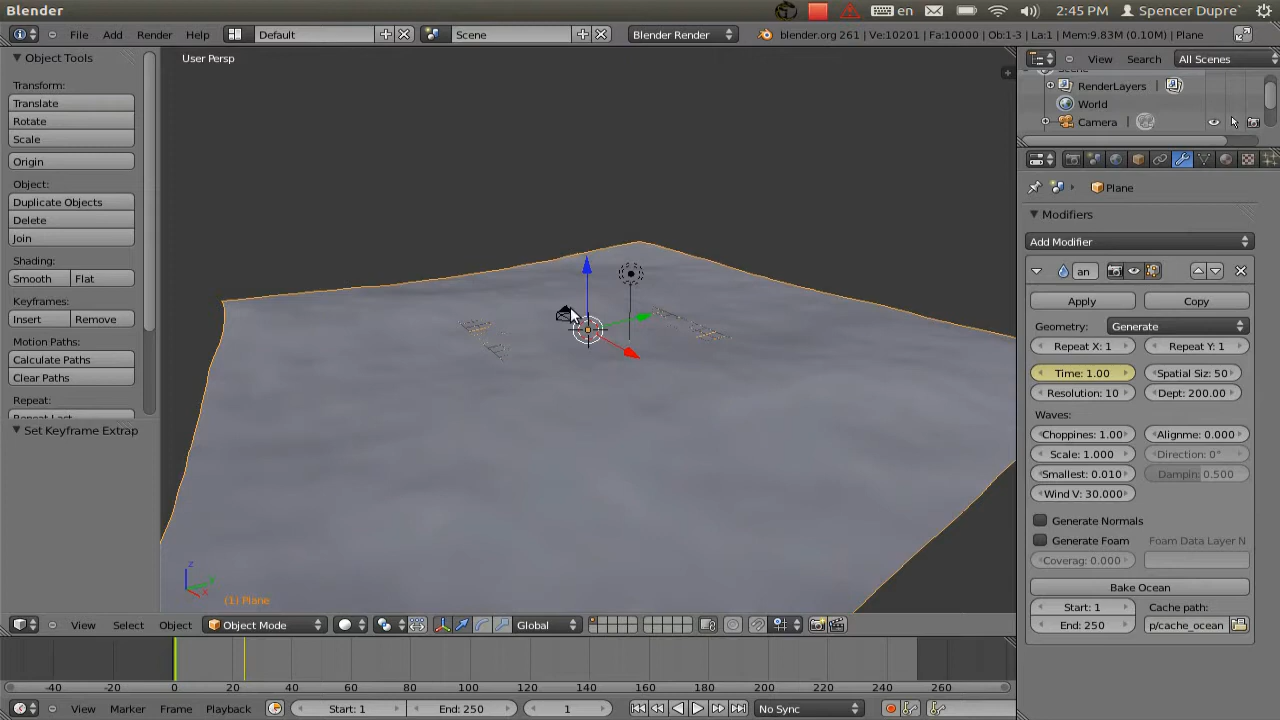 Blender
en
2:45 PM
Spencer Dupre`
File
Add
Render
Help
Default
Scene
Blender Render
blender.org 261 | Ve:10201 | Fa:10000 | Ob:1-3 | La:1 | Mem:9.83M (0.10M) | Plane
Object Tools
Transform:
Translate
Rotate
Scale
Origin
Object:
Duplicate Objects
Delete
Join
Shading:
Smooth
Flat
Keyframes:
Insert
Remove
Motion Paths:
Calculate Paths
Clear Paths
Repeat:
Repeat Last
Set Keyframe Extrap
User Persp
z
Y
X
(1) Plane
View
Search
All Scenes
Scene
RenderLayers
World
Camera
Plane
Modifiers
Add Modifier
an
Apply
Copy
Geometry:
Generate
Repeat X: 1
Repeat Y: 1
Time: 1.00
Spatial Siz: 50
Resolution: 10
Dept: 200.00
Waves:
Choppines: 1.00
Alignme: 0.000
Scale: 1.000
Direction: 0°
Smallest: 0.010
Dampin: 0.500
Wind V: 30.000
Generate Normals
Generate Foam
Foam Data Layer N
Coverag: 0.000
Bake Ocean
Start: 1
Cache path:
End: 250
p/cache_ocean
View
Select
Object
Object Mode
Global
-40
-20
0
20
40
60
80
100
120
140
160
180
200
220
240
260
View
Marker
Frame
Playback
Start: 1
End: 250
1
No Sync